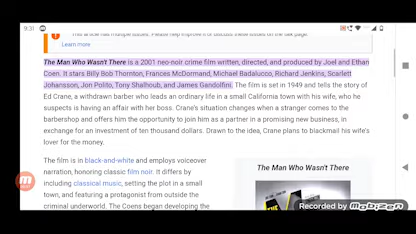 9:31
This article has multiple issues. Please help improve it or discuss these issues on the talk page.
Learn more
The Man Who Wasn't There is a 2001 neo-noir crime film written, directed, and produced by Joel and Ethan
Coen. It stars Billy Bob Thornton, Frances McDormand, Michael Badalucco, Richard Jenkins, Scarlett
Johansson, Jon Polito, Tony Shalhoub, and James Gandolfini. The film is set in 1949 and tells the story of
Ed Crane, a withdrawn barber who leads an ordinary life in a small California town with his wife, who he
suspects is having an affair with her boss. Crane's situation changes when a stranger comes to the
barbershop and offers him the opportunity to join him as a partner in a promising new business, in
exchange for an investment of ten thousand dollars. Drawn to the idea, Crane plans to blackmail his wife's
lover for the money.
The film is in black-and-white and employs voiceover
narration, honoring classic film noir. It differs by
including classical music, setting the plot in a small
town, and featuring a protagonist from outside the
criminal underworld. The Coens began developing the
The Man Who Wasn't There
Recorded by Mobizen